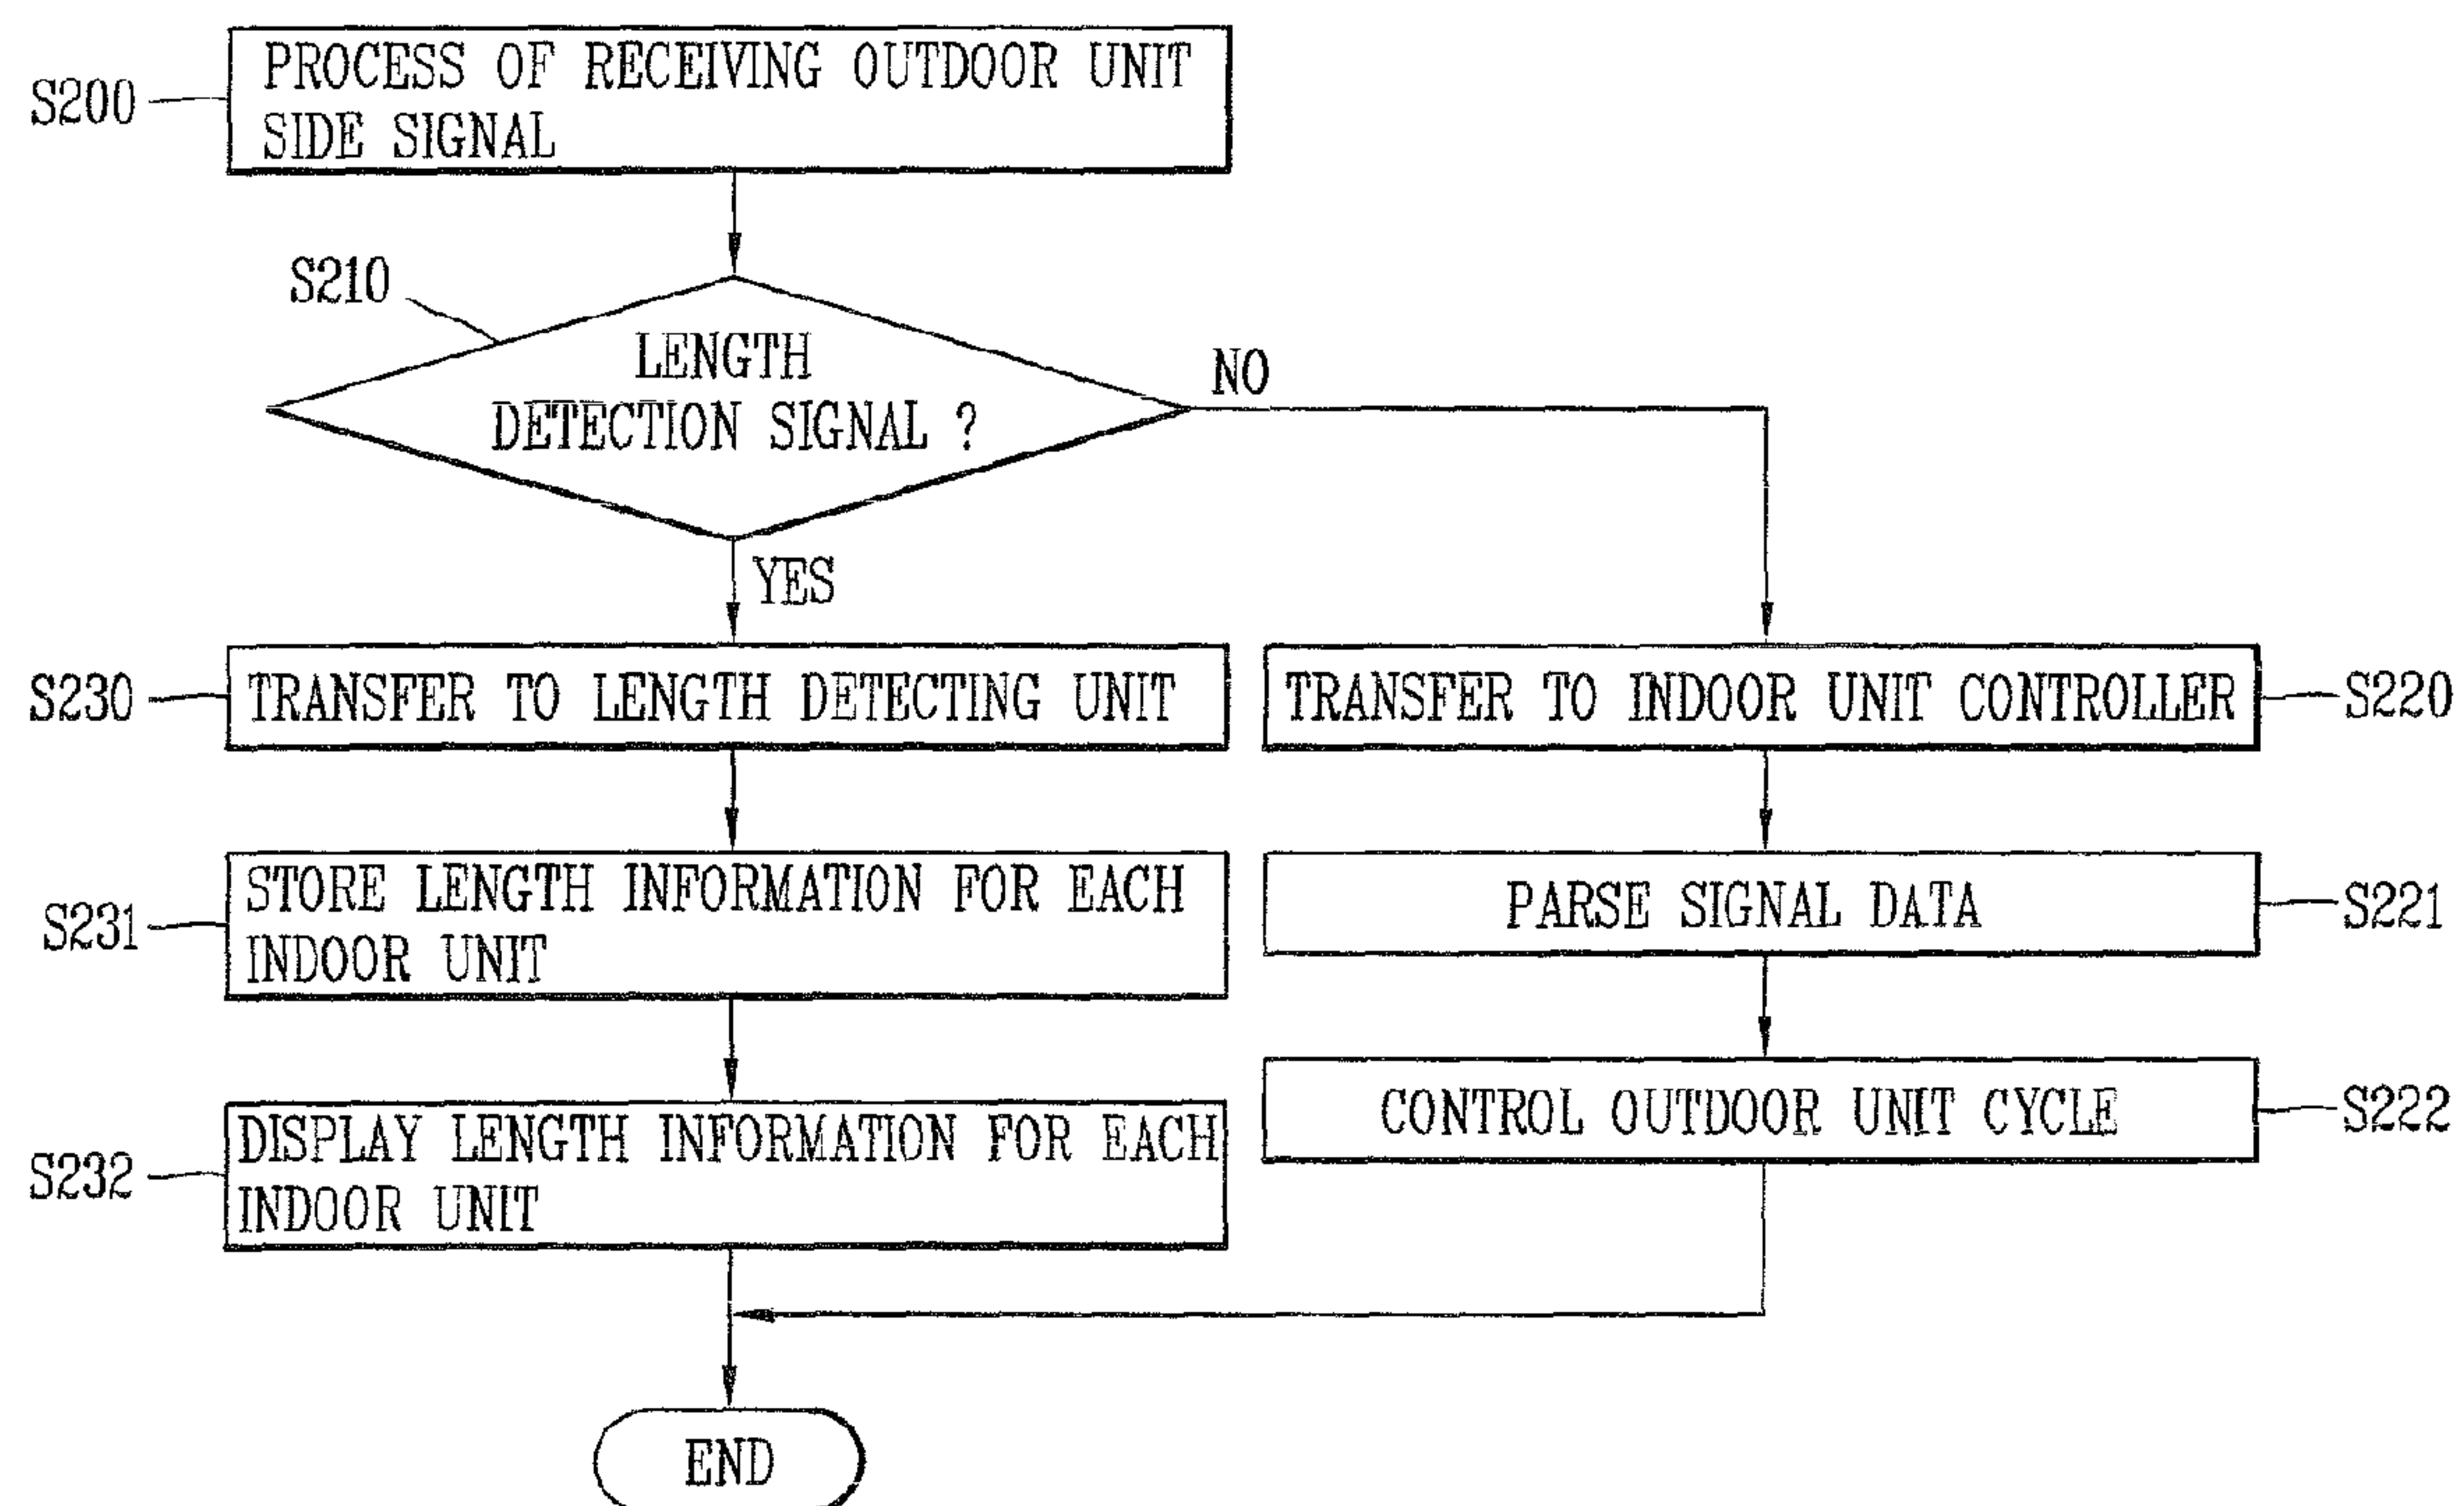 PROCESS OF RECEIVING OUTDOOR UNIT
SIDE SIGNAL
S200
S210
LENGTH
DETECTION SIGNAL ?
NO
YES
S230
TRANSFER TO LENGTH DETECTING UNIT
TRANSFER TO INDOOR UNIT CONTROLLER
S220
S231
STORE LENGTH INFORMATION FOR EACH
INDOOR UNIT
PARSE SIGNAL DATA
S221
S232
DISPLAY LENGTH INFORMATION FOR EACH
INDOOR UNIT
CONTROL OUTDOOR UNIT CYCLE
S222
END